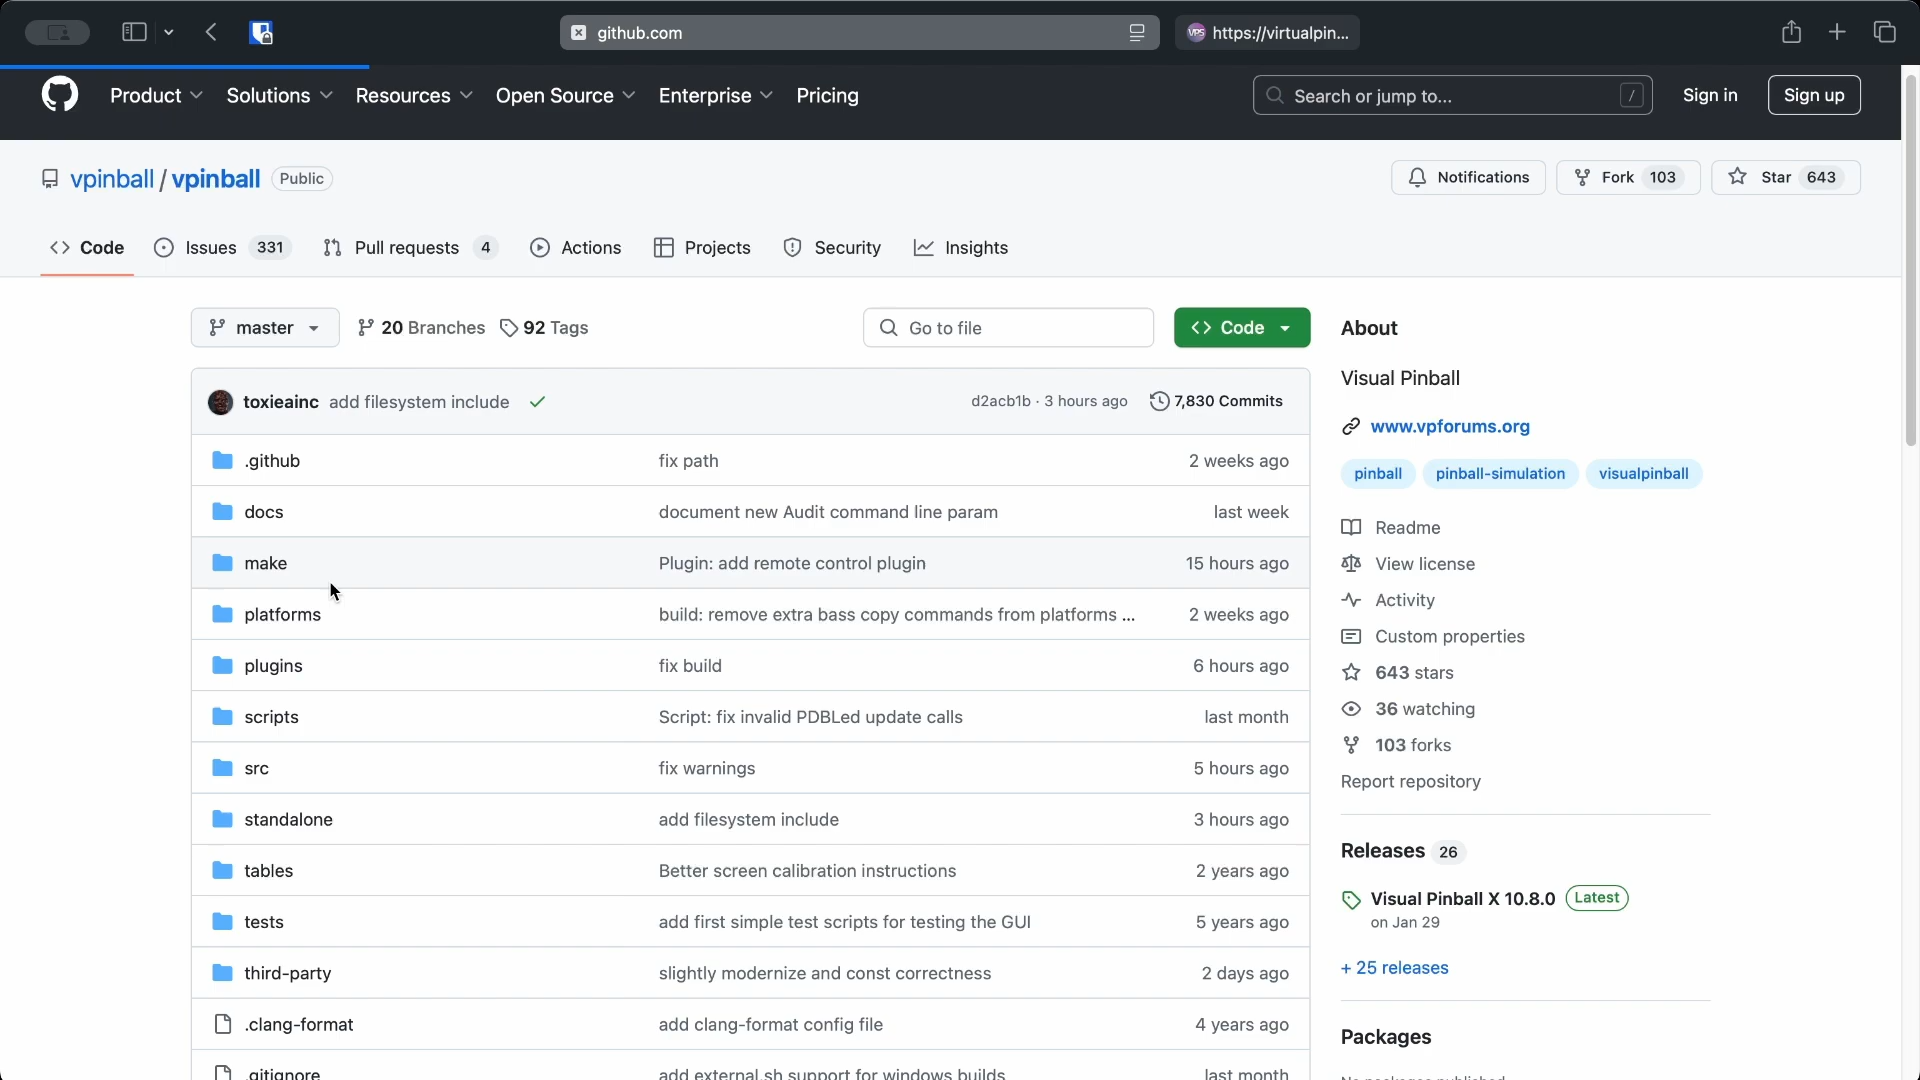 github.com
VPS https://virtualpin...
Product Solutions Resources Open Source Enterprise Pricing
Search or jump to... / Sign in Sign up
vpinball / vpinball Public
Notifications Fork 103 Star 643
Code Issues 331 Pull requests 4 Actions Projects Security Insights
master 20 Branches 92 Tags Go to file <> Code
toxieainc add filesystem include d2acb1b · 3 hours ago 7,830 Commits
.github fix path 2 weeks ago
docs document new Audit command line param last week
make Plugin: add remote control plugin 15 hours ago
platforms build: remove extra bass copy commands from platforms ... 2 weeks ago
plugins fix build 6 hours ago
scripts Script: fix invalid PDBLed update calls last month
src fix warnings 5 hours ago
standalone add filesystem include 3 hours ago
tables Better screen calibration instructions 2 years ago
tests add first simple test scripts for testing the GUI 5 years ago
third-party slightly modernize and const correctness 2 days ago
.clang-format add clang-format config file 4 years ago
.gitignore add external.sh support for windows builds last month
About
Visual Pinball
www.vpforums.org
pinball pinball-simulation visualpinball
Readme
View license
Activity
Custom properties
643 stars
36 watching
103 forks
Report repository
Releases 26
Visual Pinball X 10.8.0 Latest
on Jan 29
+ 25 releases
Packages